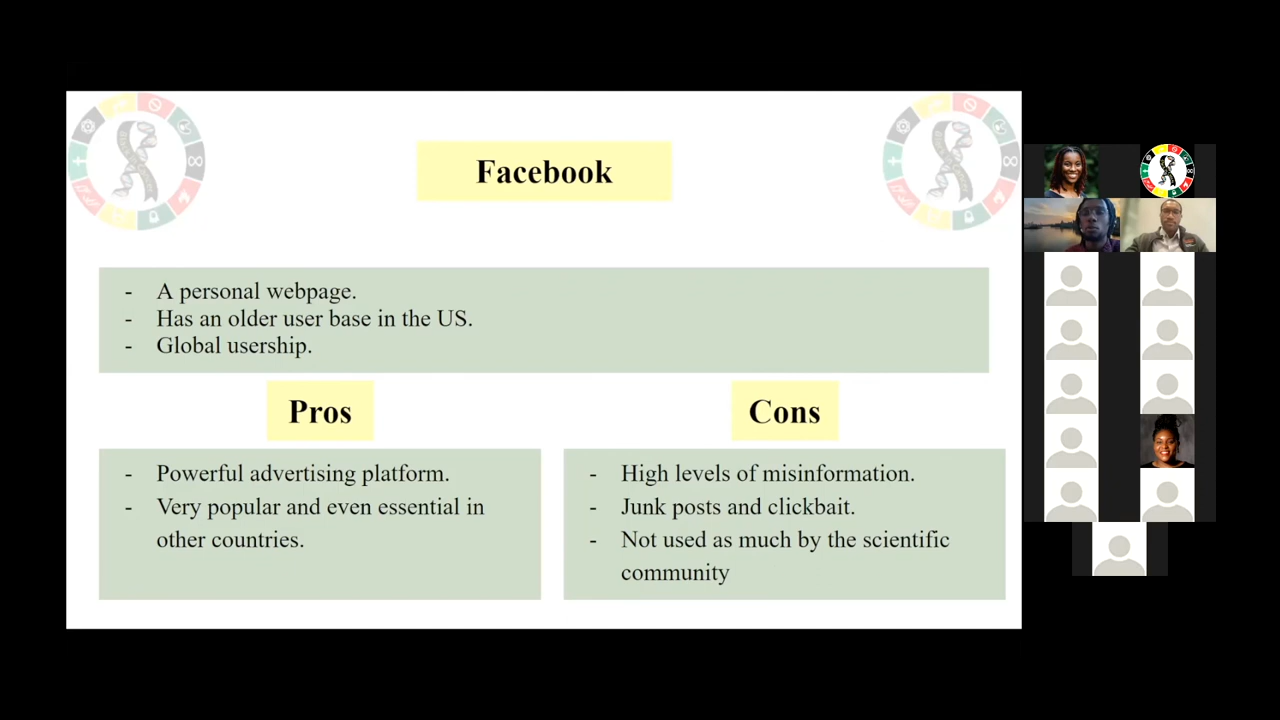 Facebook
- A personal webpage.
- Has an older user base in the US.
- Global usership.
Pros
- Powerful advertising platform.
- Very popular and even essential in
other countries.
Cons
- High levels of misinformation.
- Junk posts and clickbait.
- Not used as much by the scientific
community